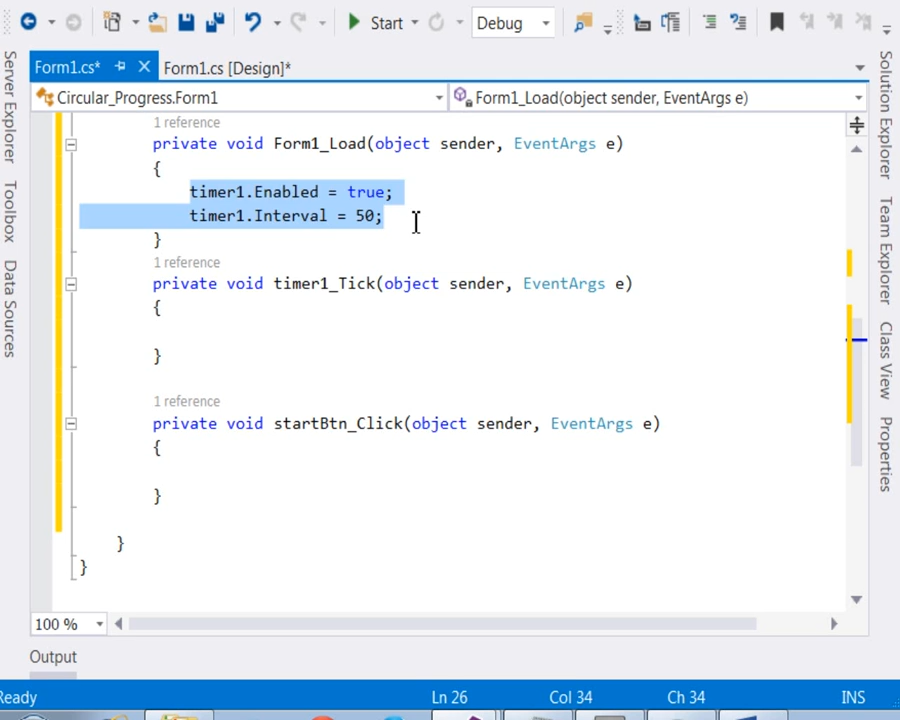 Start Debug
Form1.cs* Form1.cs [Design]*
Circular_Progress.Form1 Form1_Load(object sender, EventArgs e)
Server Explorer
Toolbox
Data Sources
1 reference
private void Form1_Load(object sender, EventArgs e)
{
timer1.Enabled = true;
timer1.Interval = 50;
}
1 reference
private void timer1_Tick(object sender, EventArgs e)
{
}
1 reference
private void startBtn_Click(object sender, EventArgs e)
{
}
}
}
Solution Explorer
Team Explorer
Class View
Properties
100 %
Output
Ready Ln 26 Col 34 Ch 34 INS